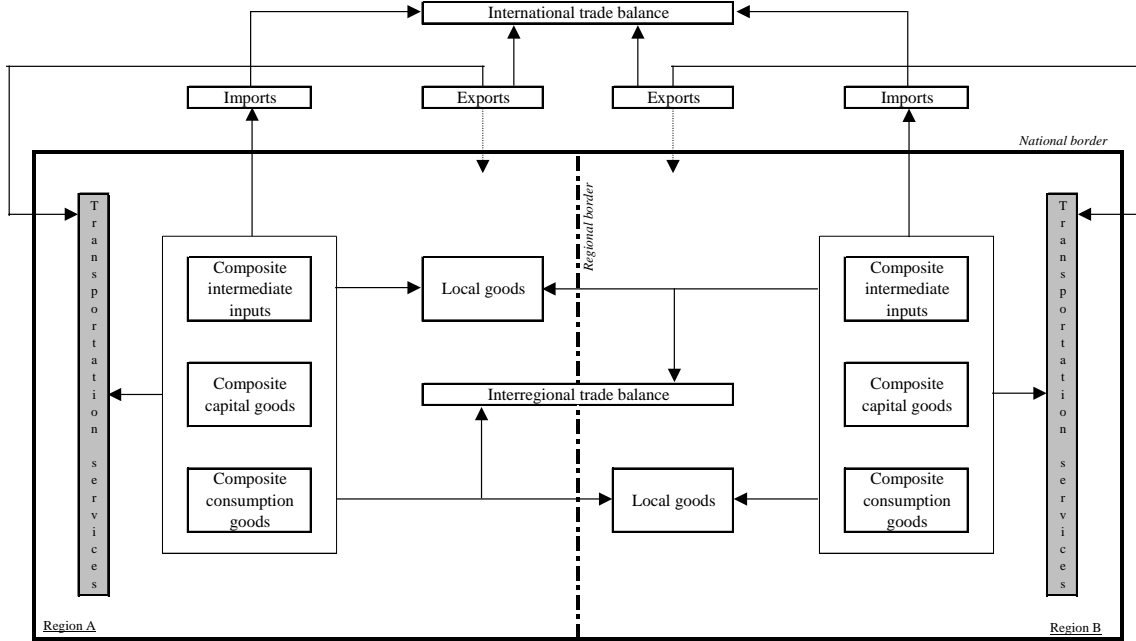 International trade balance
Imports
Exports
Exports
Imports
National border
Transportation services
Regional border
Transportation services
Composite
intermediate
inputs
Local goods
Composite
intermediate
inputs
Composite
capital goods
Interregional trade balance
Composite
capital goods
Composite
consumption
goods
Local goods
Composite
consumption
goods
Region A
Region B